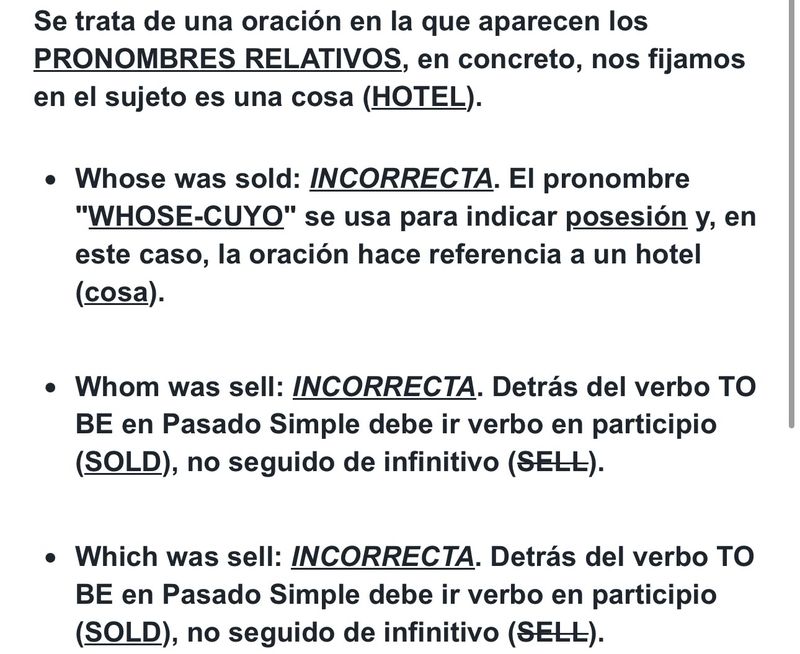 Se trata de una oración en la que aparecen los
PRONOMBRES RELATIVOS, en concreto, nos fijamos
en el sujeto es una cosa (HOTEL).
• Whose was sold: INCORRECTA. El pronombre
"WHOSE-CUYO" se usa para indicar posesión y, en
este caso, la oración hace referencia a un hotel
(cosa).
• Whom was sell: INCORRECTA. Detrás del verbo TO
BE en Pasado Simple debe ir verbo en participio
(SOLD), no seguido de infinitivo (SELL).
• Which was sell: INCORRECTA. Detrás del verbo TO
BE en Pasado Simple debe ir verbo en participio
(SOLD), no seguido de infinitivo (SELL).